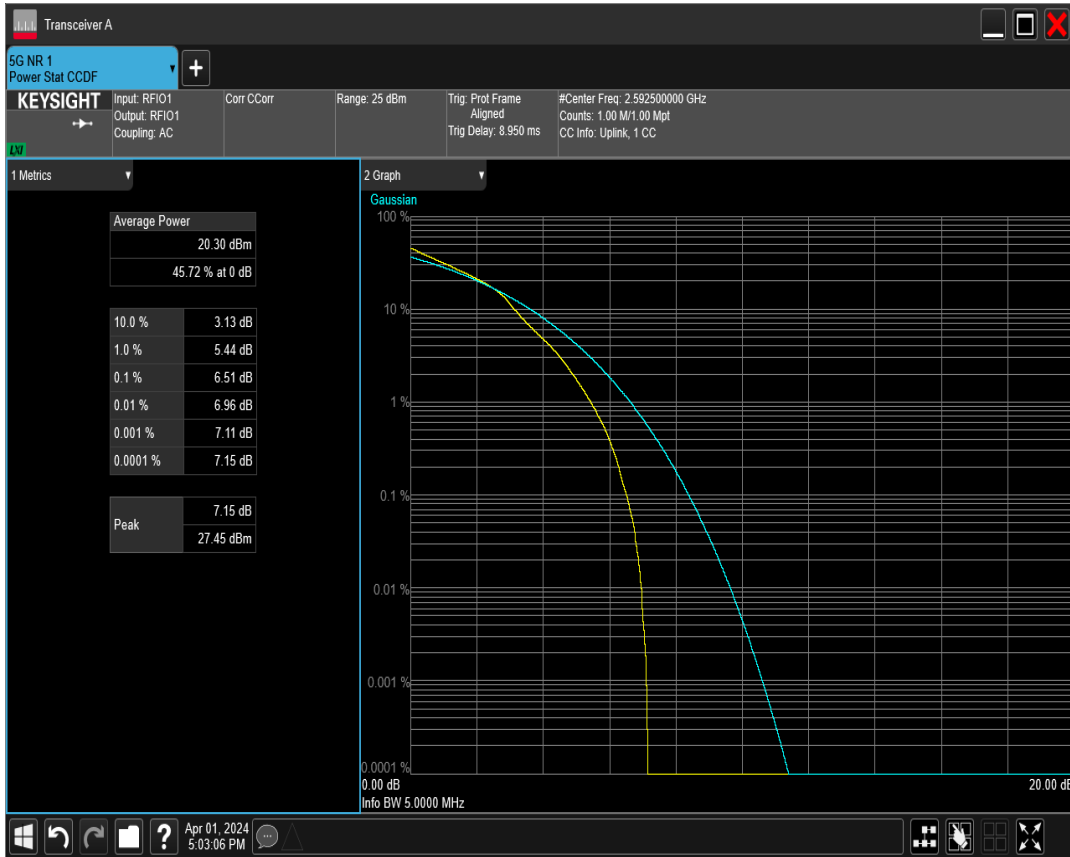 Transceiver A
5G NR 1
Power Stat CCDF
+
KEYSIGHT
LXI
Input: RFIO1
Output: RFIO1
Coupling: AC
Corr CCorr
Range: 25 dBm
Trig: Prot Frame
Aligned
Trig Delay: 8.950 ms
#Center Freq: 2.592500000 GHz
Counts: 1.00 M/1.00 Mpt
CC Info: Uplink, 1 CC
1 Metrics
Average Power
20.30 dBm
45.72 % at 0 dB
10.0 % 3.13 dB
1.0 % 5.44 dB
0.1 % 6.51 dB
0.01 % 6.96 dB
0.001 % 7.11 dB
0.0001 % 7.15 dB
Peak 7.15 dB
27.45 dBm
2 Graph
Gaussian
100 %
10 %
1 %
0.1 %
0.01 %
0.001 %
0.0001 %
0.00 dB 20.00 dB
Info BW 5.0000 MHz
?
Apr 01, 2024
5:03:06 PM